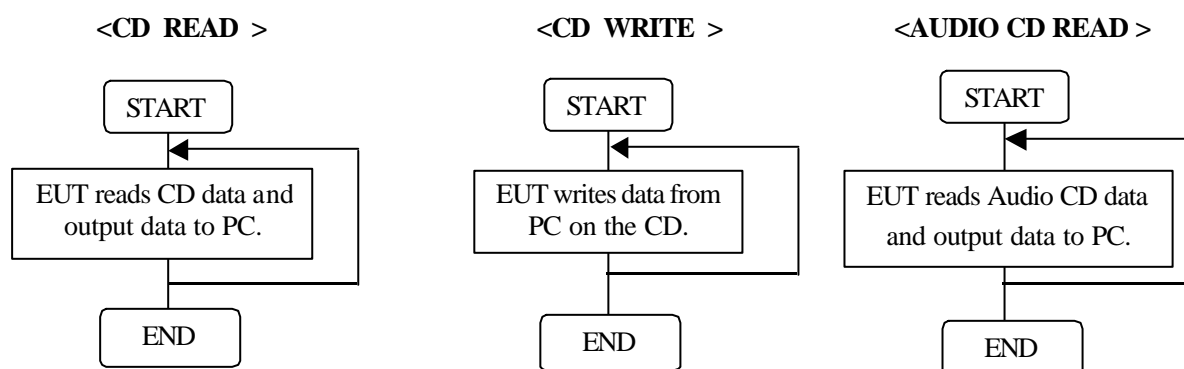 <CD READ >
START
EUT reads CD data and
output data to PC.
END
<CD WRITE >
START
EUT writes data from
PC on the CD.
END
<AUDIO CD READ >
START
EUT reads Audio CD data
and output data to PC.
END